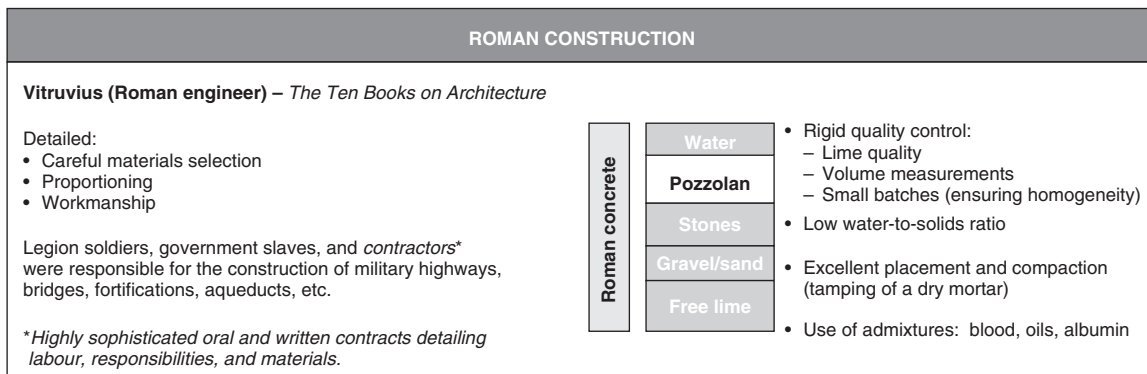 ROMAN CONSTRUCTION
Vitruvius (Roman engineer) – The Ten Books on Architecture
Detailed:
• Careful materials selection
• Proportioning
• Workmanship
Legion soldiers, government slaves, and contractors*
were responsible for the construction of military highways,
bridges, fortifications, aqueducts, etc.
*Highly sophisticated oral and written contracts detailing
labour, responsibilities, and materials.
Roman concrete
Water
Pozzolan
Stones
Gravel/sand
Free lime
• Rigid quality control:
– Lime quality
– Volume measurements
– Small batches (ensuring homogeneity)
• Low water-to-solids ratio
• Excellent placement and compaction
(tamping of a dry mortar)
• Use of admixtures: blood, oils, albumin